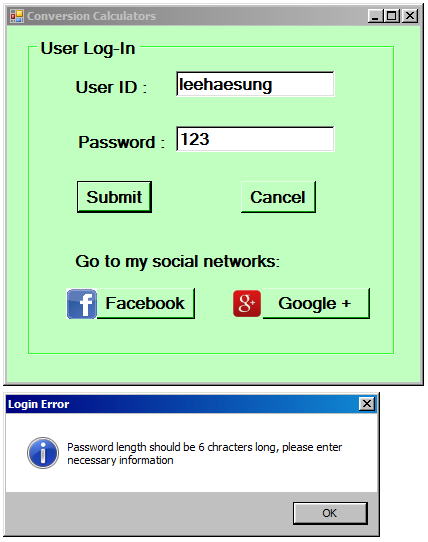 Conversion Calculators
User Log-In
User ID : leehaesung
Password : 123
Submit Cancel
Go to my social networks:
f Facebook g+ Google +
Login Error
Password length should be 6 chracters long, please enter
necessary information
OK